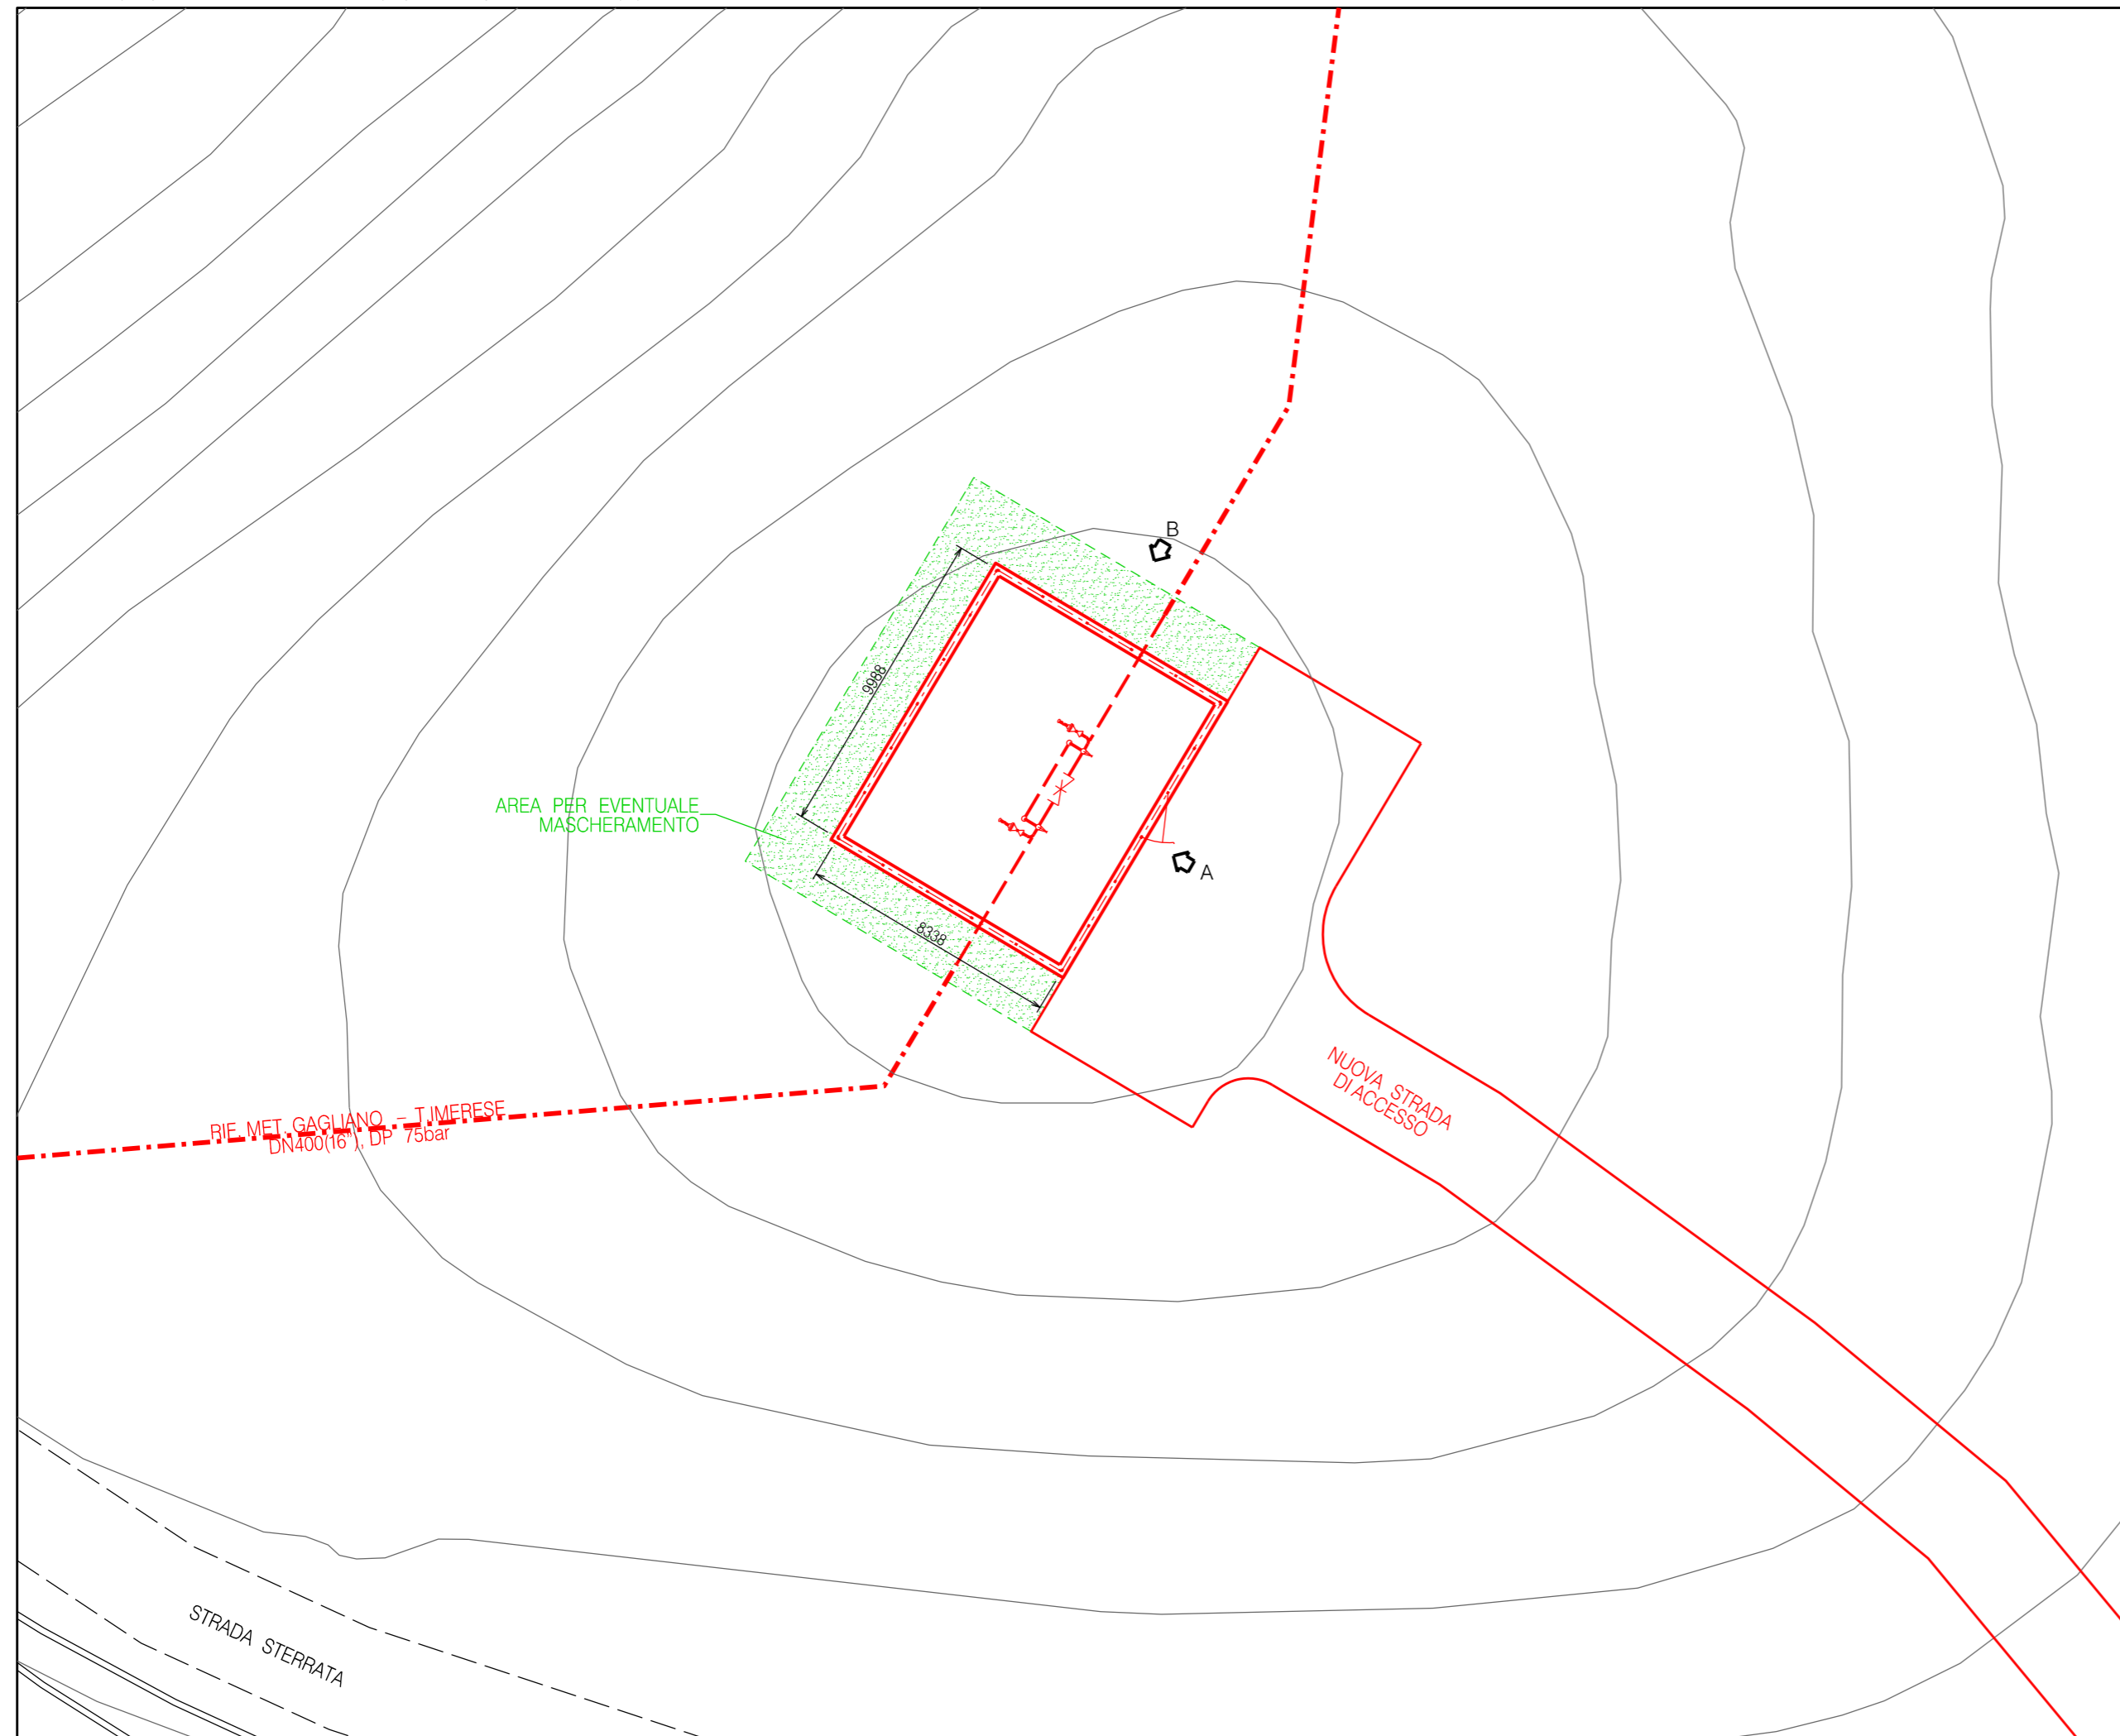 B
9988
AREA PER EVENTUALE
MASCHERAMENTO
A
8338
NUOVA STRADA
DI ACCESSO
RIF. MET. GAGLIANO - T.IMERESE
DN400(16"), DP 75bar
STRADA STERRATA